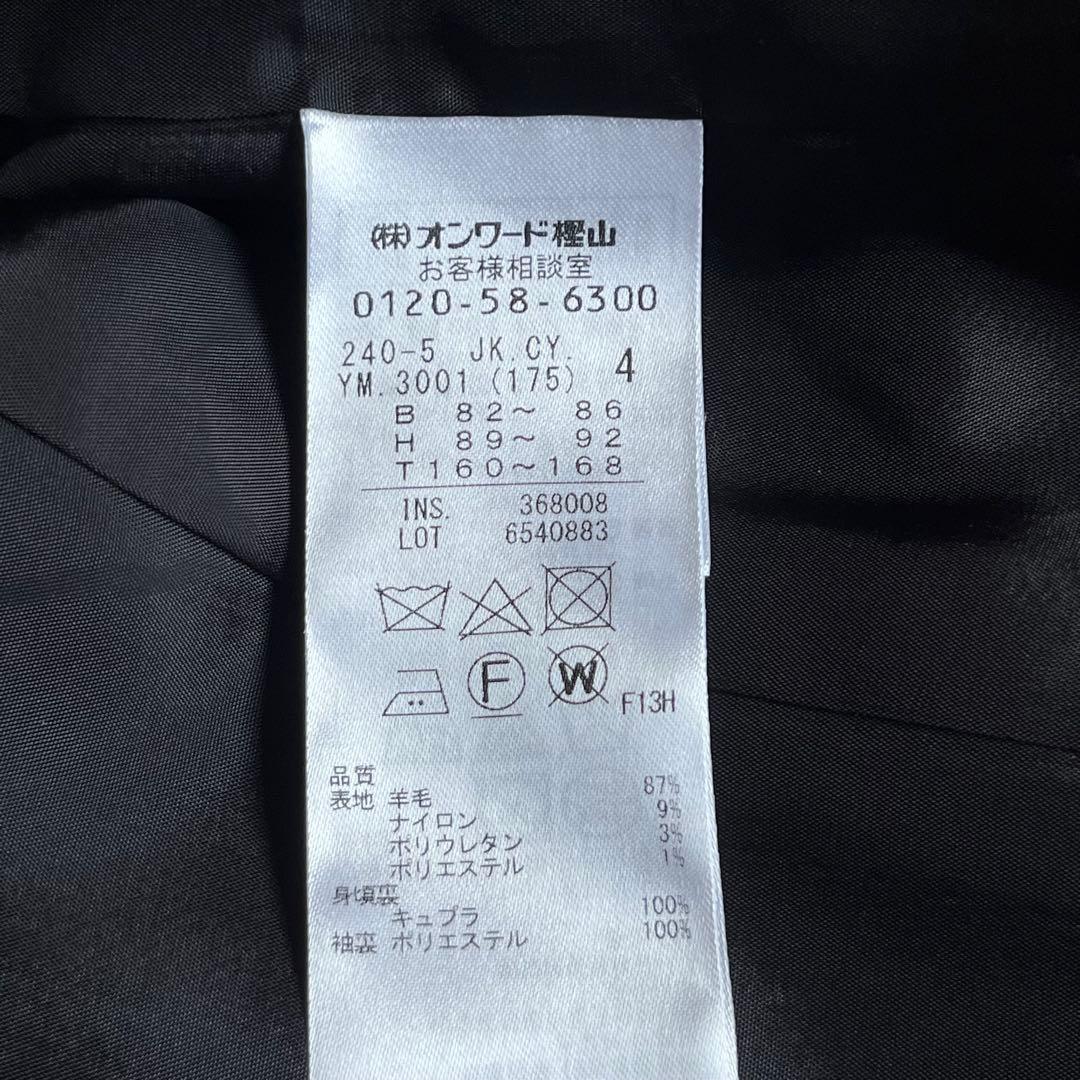 (株)オンワード樫山
お客様相談室
0120-58-6300
240-5 JK.CY.
YM.3001 (175) 4
B 82～ 86
H 89～ 92
T160～168
INS. 368008
LOT 6540883
F W F13H
品質
表地 羊毛 87%
ナイロン 9%
ポリウレタン 3%
ポリエステル 1%
身頃裏
キュプラ 100%
袖裏 ポリエステル 100%